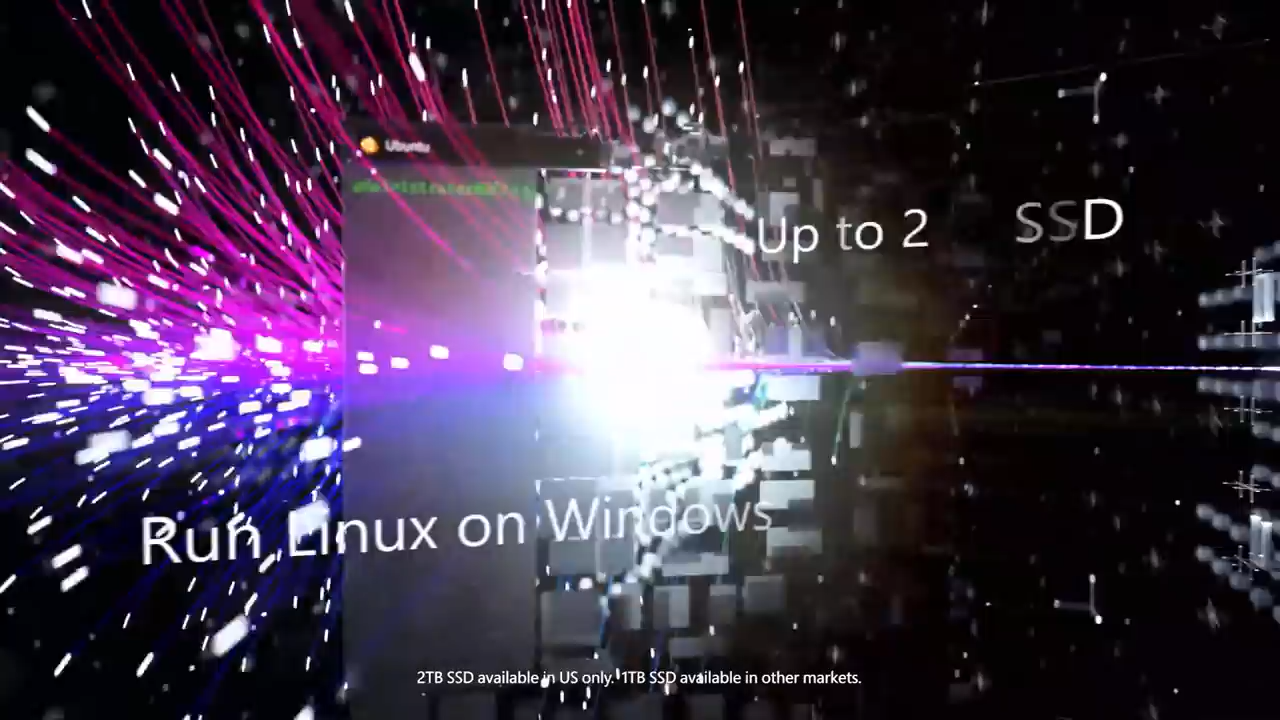 Ubuntu
Up to 2 SSD
Run Linux on Windows
2TB SSD available in US only. 1TB SSD available in other markets.